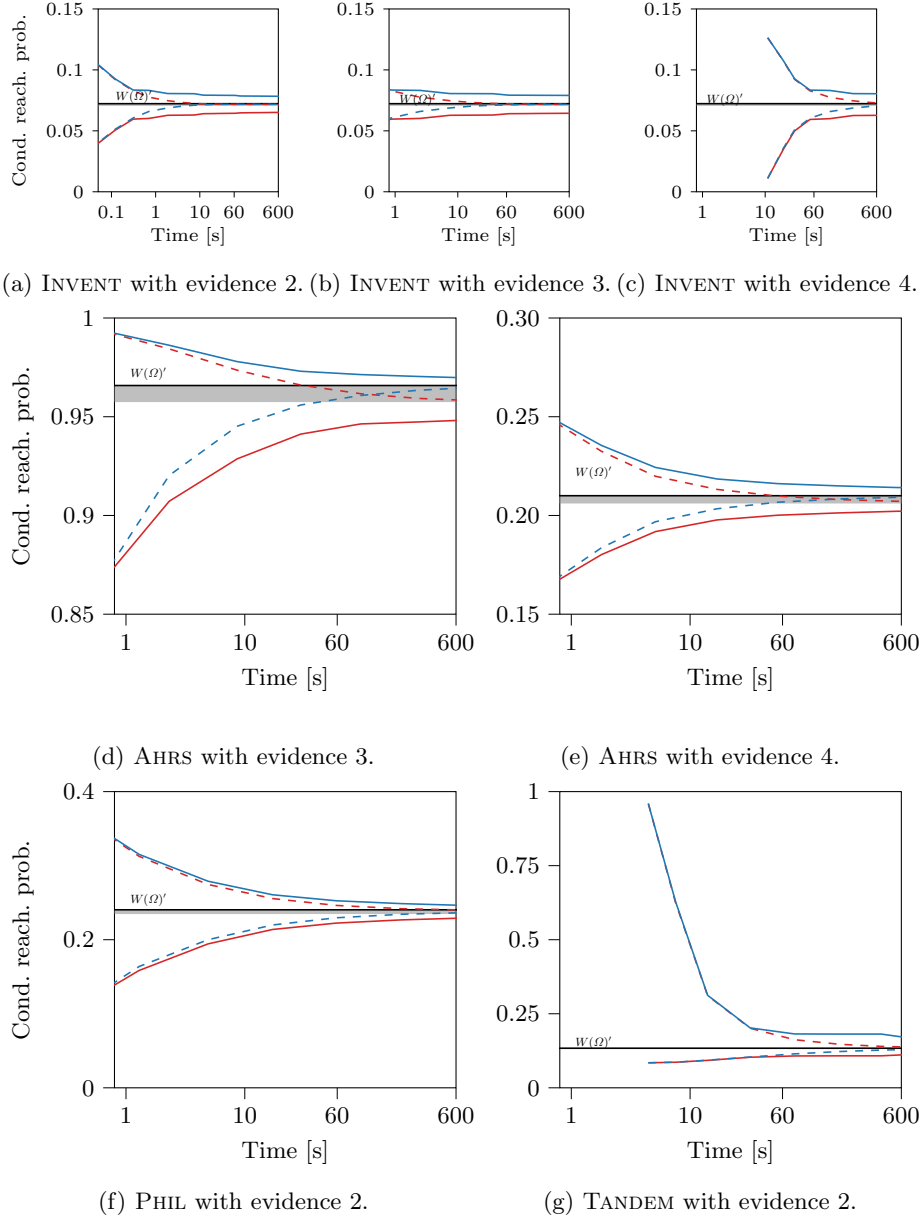 Cond. reach. prob.
0.15
0.1
0.05
0
W(Ω)′
0.1 1 10 60 600
Time [s]
0.15
0.1
0.05
0
W(Ω)′
1 10 60 600
Time [s]
0.15
0.1
0.05
0
W(Ω)′
1 10 60 600
Time [s]
(a) INVENT with evidence 2. (b) INVENT with evidence 3. (c) INVENT with evidence 4.
Cond. reach. prob.
1
0.95
0.9
0.85
W(Ω)′
1 10 60 600
Time [s]
0.30
0.25
0.20
0.15
W(Ω)′
1 10 60 600
Time [s]
(d) AHRS with evidence 3.
(e) AHRS with evidence 4.
Cond. reach. prob.
0.4
0.2
0
W(Ω)′
1 10 60 600
Time [s]
1
0.75
0.5
0.25
0
W(Ω)′
1 10 60 600
Time [s]
(f) PHIL with evidence 2.
(g) TANDEM with evidence 2.